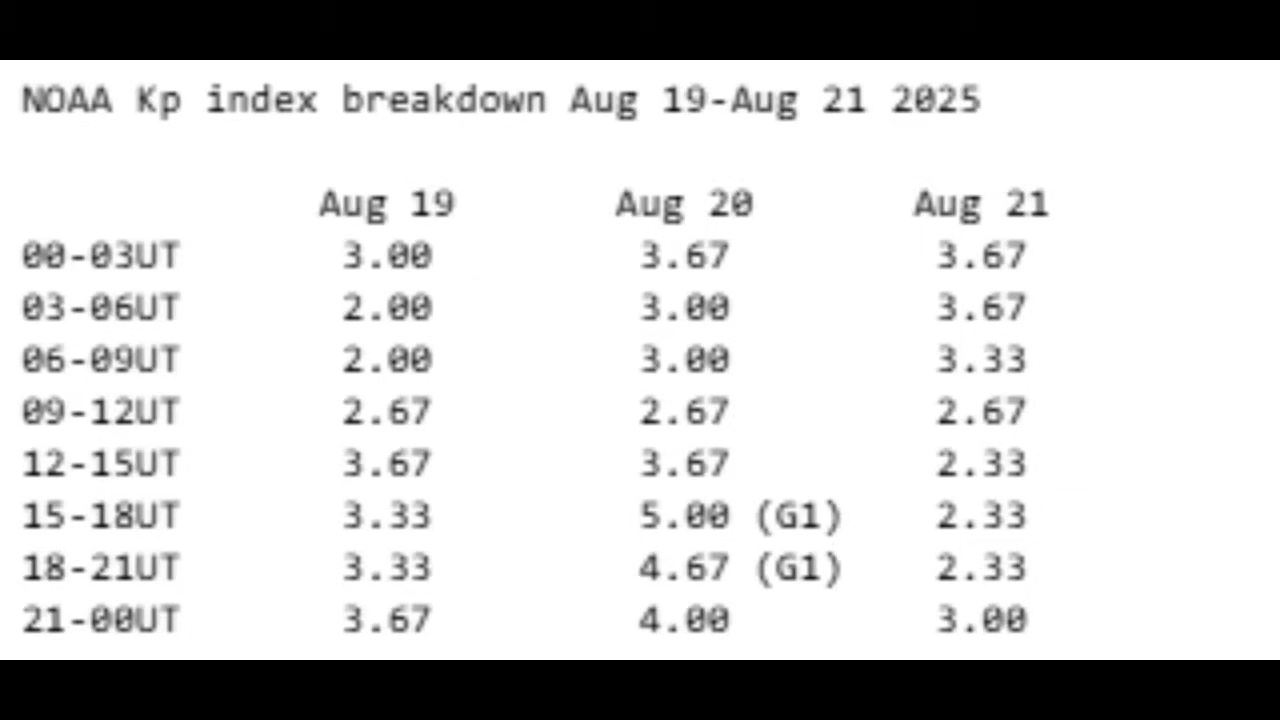 NOAA Kp index breakdown Aug 19-Aug 21 2025
Aug 19 Aug 20 Aug 21
00-03UT 3.00 3.67 3.67
03-06UT 2.00 3.00 3.67
06-09UT 2.00 3.00 3.33
09-12UT 2.67 2.67 2.67
12-15UT 3.67 3.67 2.33
15-18UT 3.33 5.00 (G1) 2.33
18-21UT 3.33 4.67 (G1) 2.33
21-00UT 3.67 4.00 3.00